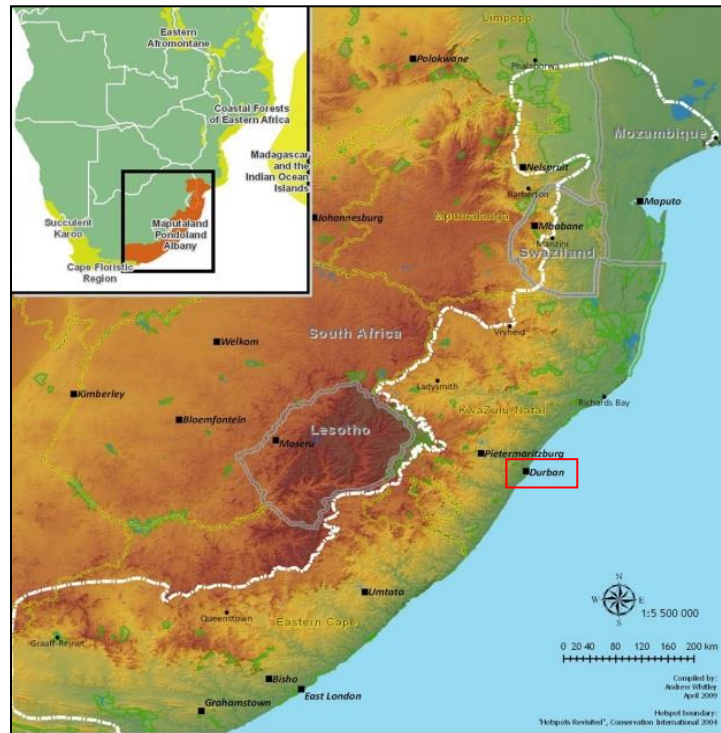 Eastern
Afromontane
Coastal Forests
of Eastern Africa
Madagascar
and the
Indian Ocean
Islands
Succulent
Karoo
Maputaland
Pondoland
Albany
Cape Floristic
Region
Limpopo
Polokwane
Phalaborwa
Mozambique
Nelspruit
Barberton
Maputo
Johannesburg
Mpumalanga
Mbabane
Manzini
Swaziland
South Africa
Vryheid
Welkom
Ladysmith
Kimberley
KwaZulu Natal
Richards Bay
Bloemfontein
Lesotho
Maseru
Pietermaritzburg
Durban
Umtata
Queenstown
Eastern Cape
Graaff-Reinet
Bisho
East London
Grahamstown
N
W
E
S
1:5 500 000
0 20 40 80 120 160 200 km
Compiled by:
Andrew Whitley
April 2009
Hotspot boundary:
"Hotspots Revisited", Conservation International 2004